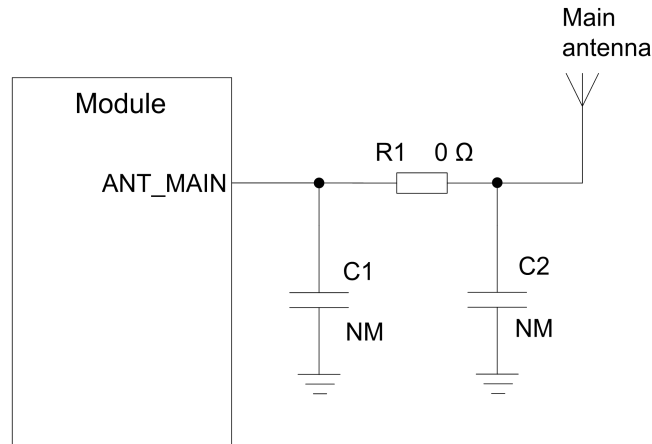 Main
antenna
Module
R1 0 Ω
ANT_MAIN
C1
C2
NM
NM